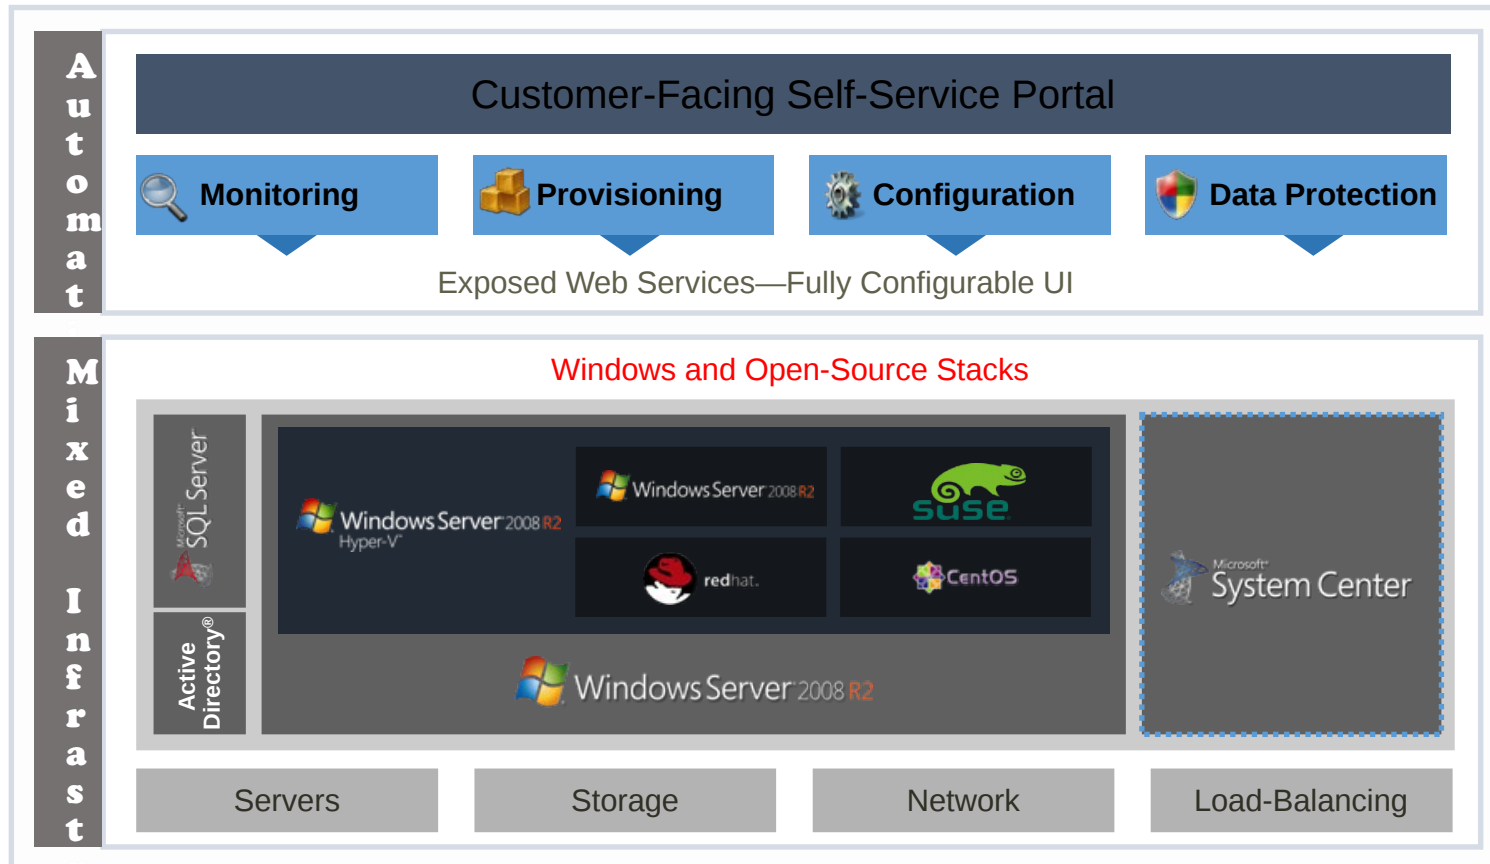 Automat
Customer-Facing Self-Service Portal
Monitoring
Provisioning
Configuration
Data Protection
Exposed Web Services—Fully Configurable UI
Mixed Infrast
Windows and Open-Source Stacks
Microsoft®
SQL Server®
Active
Directory®
Windows Server® 2008 R2
Hyper-V™
Windows Server® 2008 R2
SUSE
redhat.
CentOS
Windows Server® 2008 R2
Microsoft®
System Center
Servers
Storage
Network
Load-Balancing